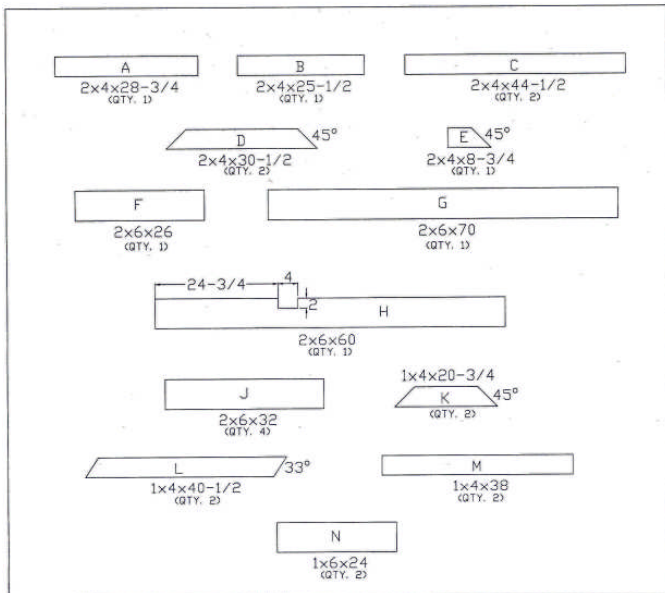 A
2x4x28-3/4
(QTY. 1)
B
2x4x25-1/2
(QTY. 1)
C
2x4x44-1/2
(QTY. 2)
D
45°
2x4x30-1/2
(QTY. 2)
E
45°
2x4x8-3/4
(QTY. 1)
F
2x6x26
(QTY. 1)
G
2x6x70
(QTY. 1)
24-3/4
4
2
H
2x6x60
(QTY. 1)
J
2x6x32
(QTY. 4)
1x4x20-3/4
K
45°
(QTY. 2)
L
33°
1x4x40-1/2
(QTY. 2)
M
1x4x38
(QTY. 2)
N
1x6x24
(QTY. 2)